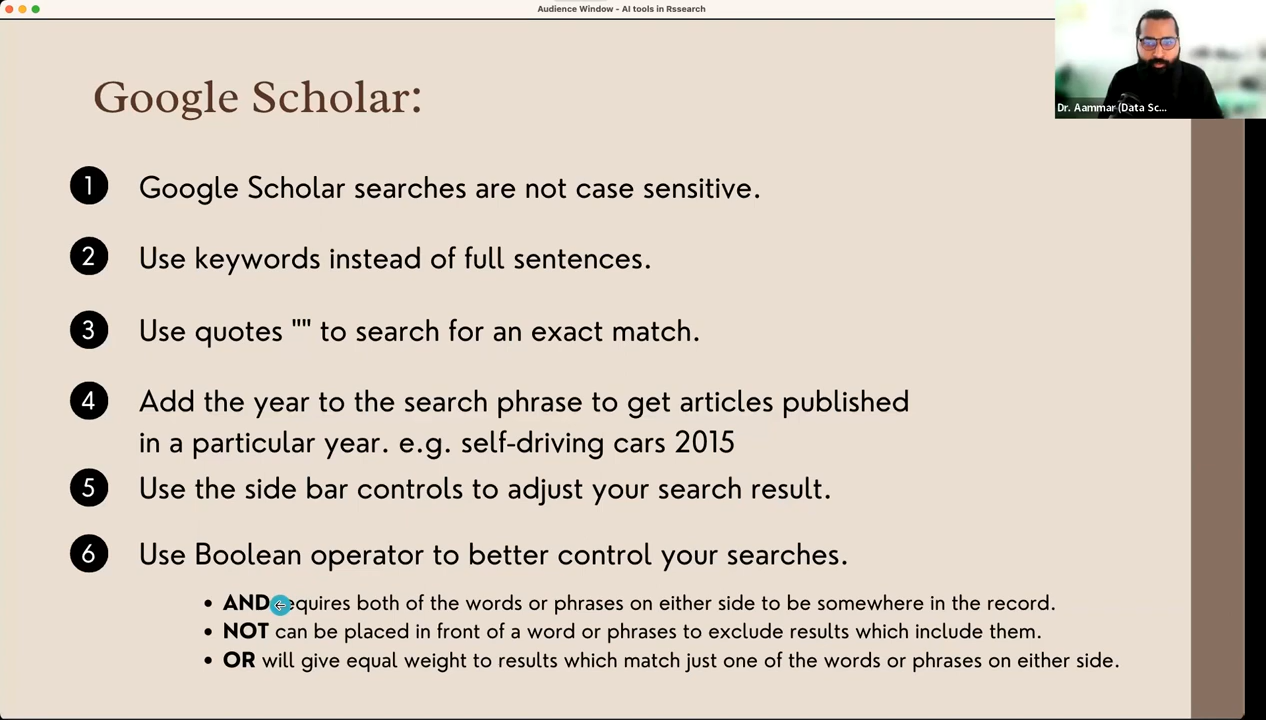 Audience Window - AI tools in Rssearch
Dr. Aammar (Data Sc...
Google Scholar:
1 Google Scholar searches are not case sensitive.
2 Use keywords instead of full sentences.
3 Use quotes "" to search for an exact match.
4 Add the year to the search phrase to get articles published
in a particular year. e.g. self-driving cars 2015
5 Use the side bar controls to adjust your search result.
6 Use Boolean operator to better control your searches.
• AND requires both of the words or phrases on either side to be somewhere in the record.
• NOT can be placed in front of a word or phrases to exclude results which include them.
• OR will give equal weight to results which match just one of the words or phrases on either side.